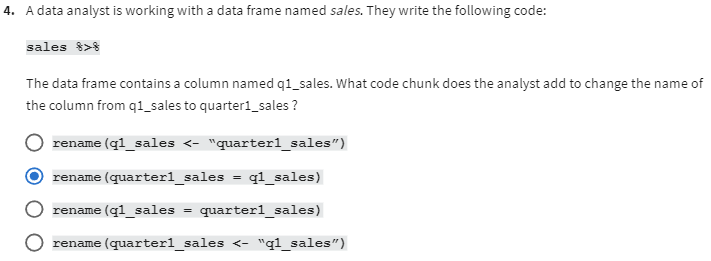 4. A data analyst is working with a data frame named sales. They write the following code:
sales %>%
The data frame contains a column named q1_sales. What code chunk does the analyst add to change the name of
the column from q1_sales to quarter1_sales ?
rename(q1_sales <- “quarter1_sales”)
rename(quarter1_sales = q1_sales)
rename(q1_sales = quarter1_sales)
rename(quarter1_sales <- “q1_sales”)